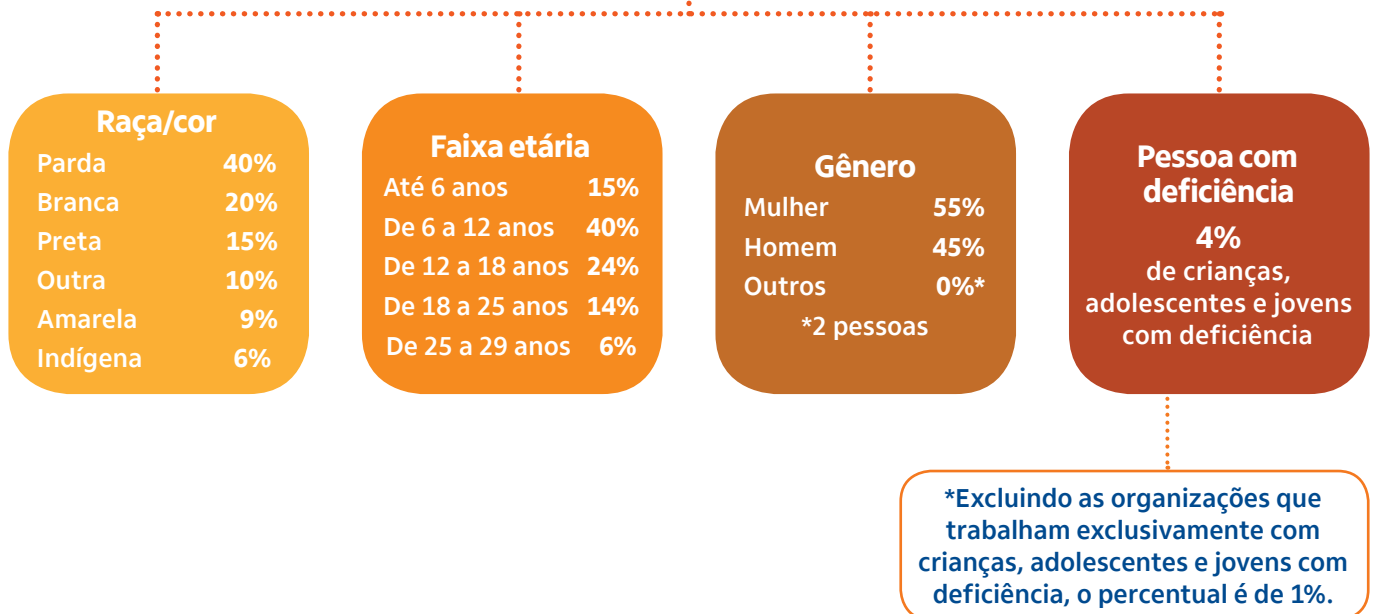 Raça/cor
Parda 40%
Branca 20%
Preta 15%
Outra 10%
Amarela 9%
Indígena 6%
Faixa etária
Até 6 anos 15%
De 6 a 12 anos 40%
De 12 a 18 anos 24%
De 18 a 25 anos 14%
De 25 a 29 anos 6%
Gênero
Mulher 55%
Homem 45%
Outros 0%*
*2 pessoas
Pessoa com
deficiência
4%
de crianças,
adolescentes e jovens
com deficiência
*Excluindo as organizações que
trabalham exclusivamente com
crianças, adolescentes e jovens com
deficiência, o percentual é de 1%.